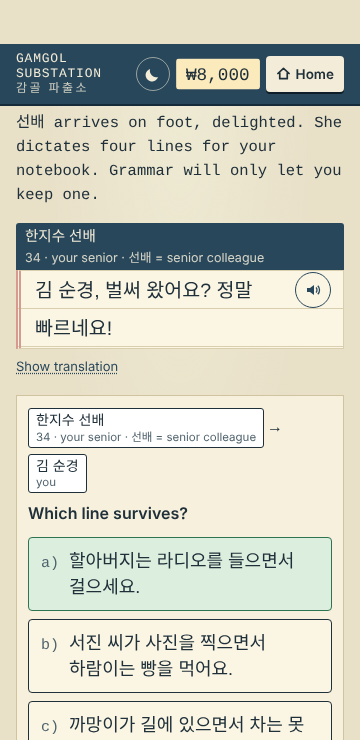 GAMGOL
SUBSTATION
감골 파출소
₩8,000
Home
선배 arrives on foot, delighted. She
dictates four lines for your
notebook. Grammar will only let you
keep one.
한지수 선배
34 · your senior · 선배 = senior colleague
김 순경, 벌써 왔어요? 정말
빠르네요!
Show translation
한지수 선배
34 · your senior · 선배 = senior colleague
→
김 순경
you
Which line survives?
a) 할아버지는 라디오를 들으면서
걸으세요.
b) 서진 씨가 사진을 찍으면서
하람이는 빵을 먹어요.
c) 까망이가 길에 있으면서 차는 못